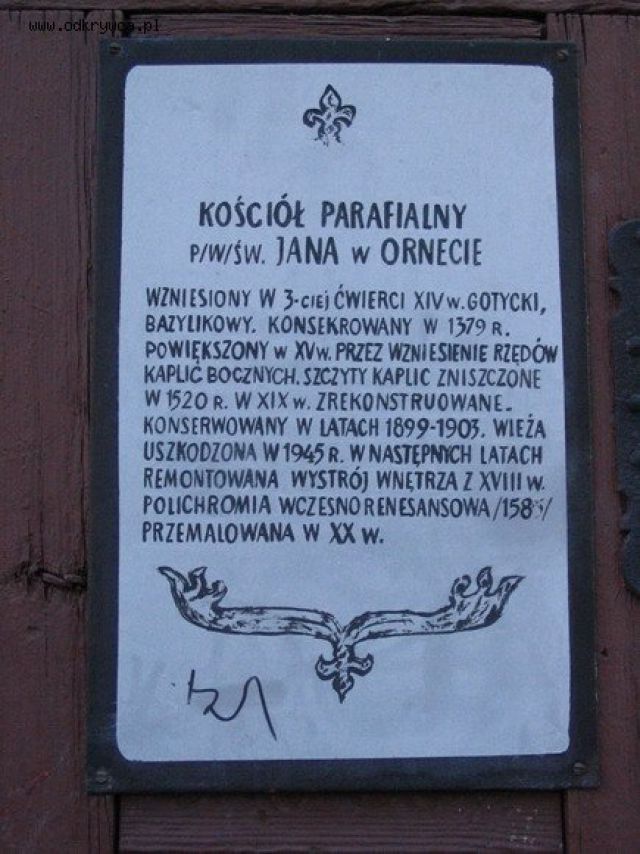 www.odkrywca.pl
KOŚCIÓŁ PARAFIALNY
P/W/ŚW. JANA W ORNECIE
WZNIESIONY W 3-CIEJ ĆWIERCI XIV W. GOTYCKI,
BAZYLIKOWY. KONSEKROWANY W 1379 R.
POWIĘKSZONY W XV W. PRZEZ WZNIESIENIE RZĘDÓW
KAPLIC BOCZNYCH. SZCZYTY KAPLIC ZNISZCZONE
W 1520 R. W XIX W. ZREKONSTRUOWANE.
KONSERWOWANY W LATACH 1899-1903. WIEŻA
USZKODZONA W 1945 R. W NASTĘPNYCH LATACH
REMONTOWANA WYSTRÓJ WNĘTRZA Z XVIII W.
POLICHROMIA WCZESNORENESANSOWA
PRZEMALOWANA W XX W.